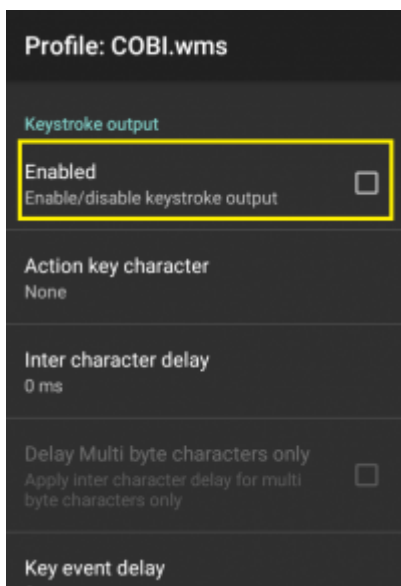 Profile: COBI.wms
Keystroke output
Enabled
Enable/disable keystroke output
Action key character
None
Inter character delay
0 ms
Delay Multi byte characters only
Apply inter character delay for multi
byte characters only
Key event delay